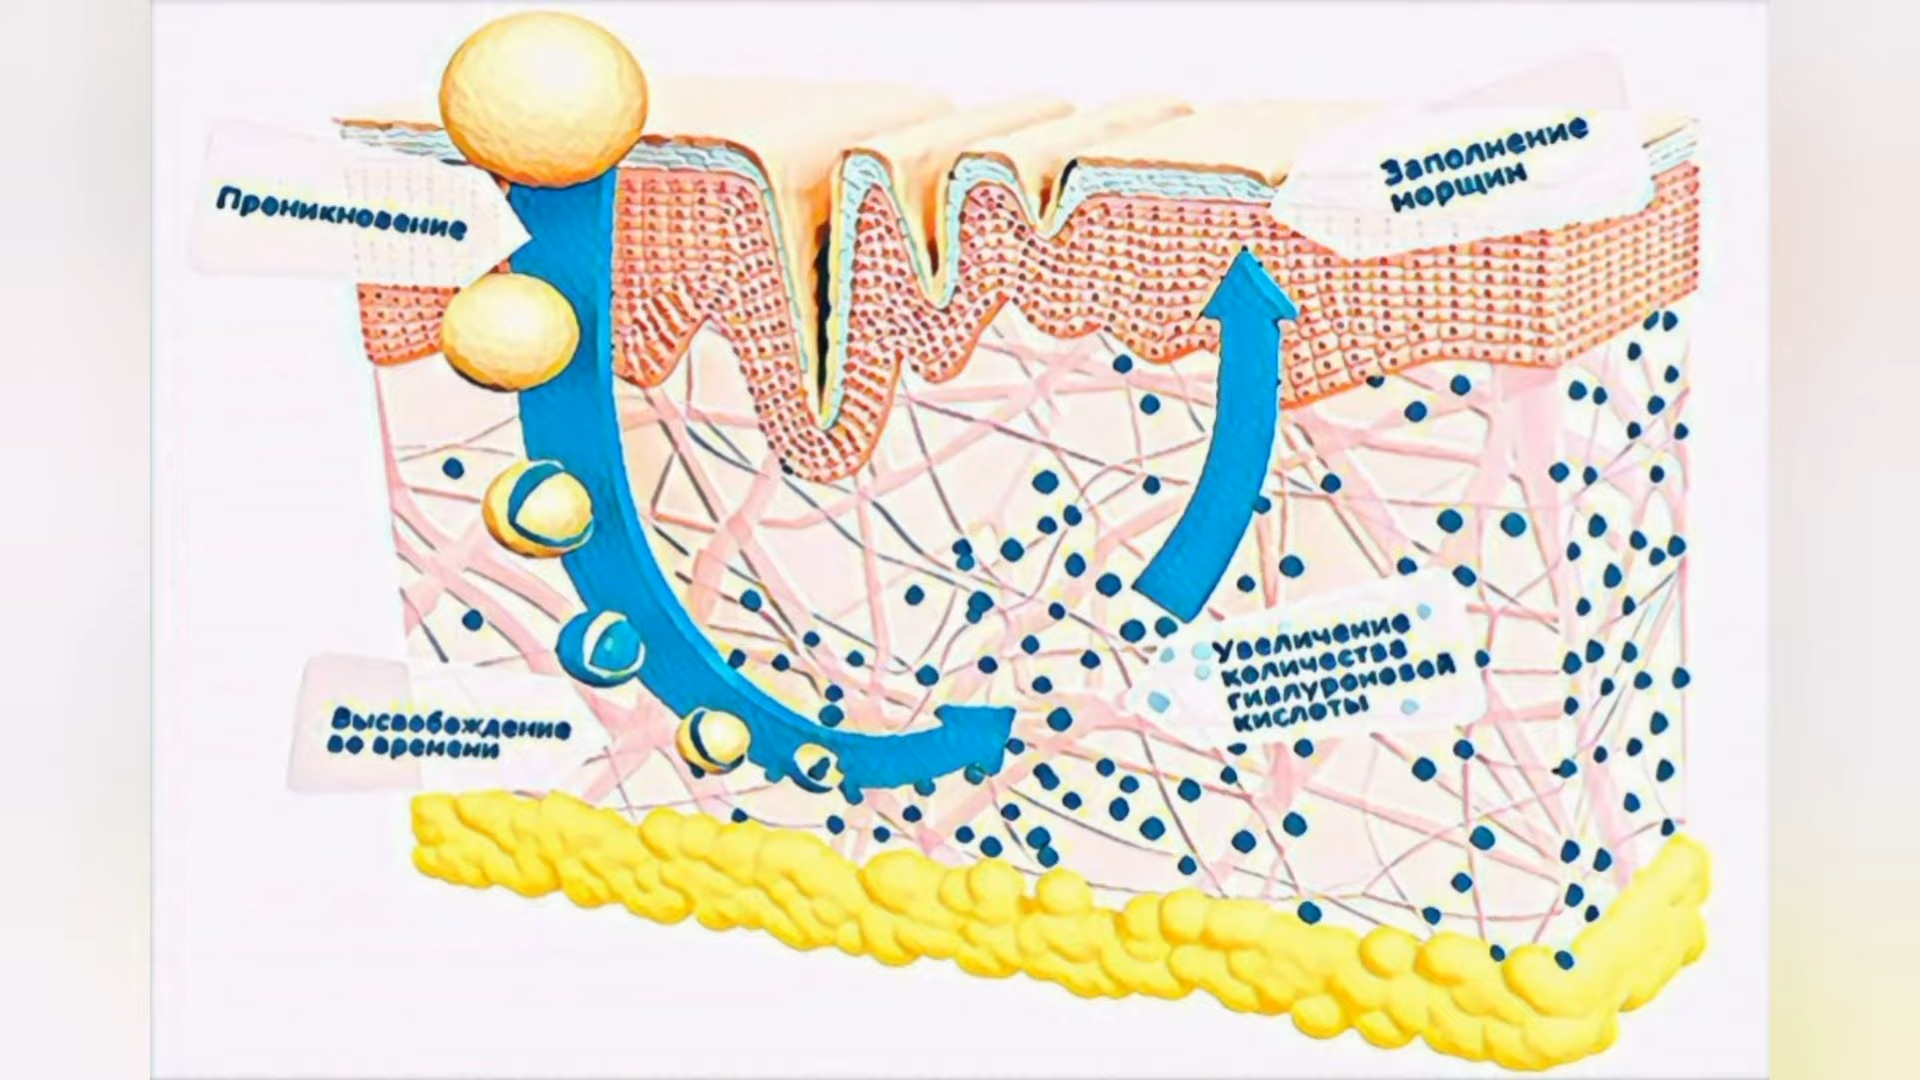 Проникновение
Заполнение
морщин
Высвобождение
во времени
Увеличение
количества
гиалуроновой
кислоты